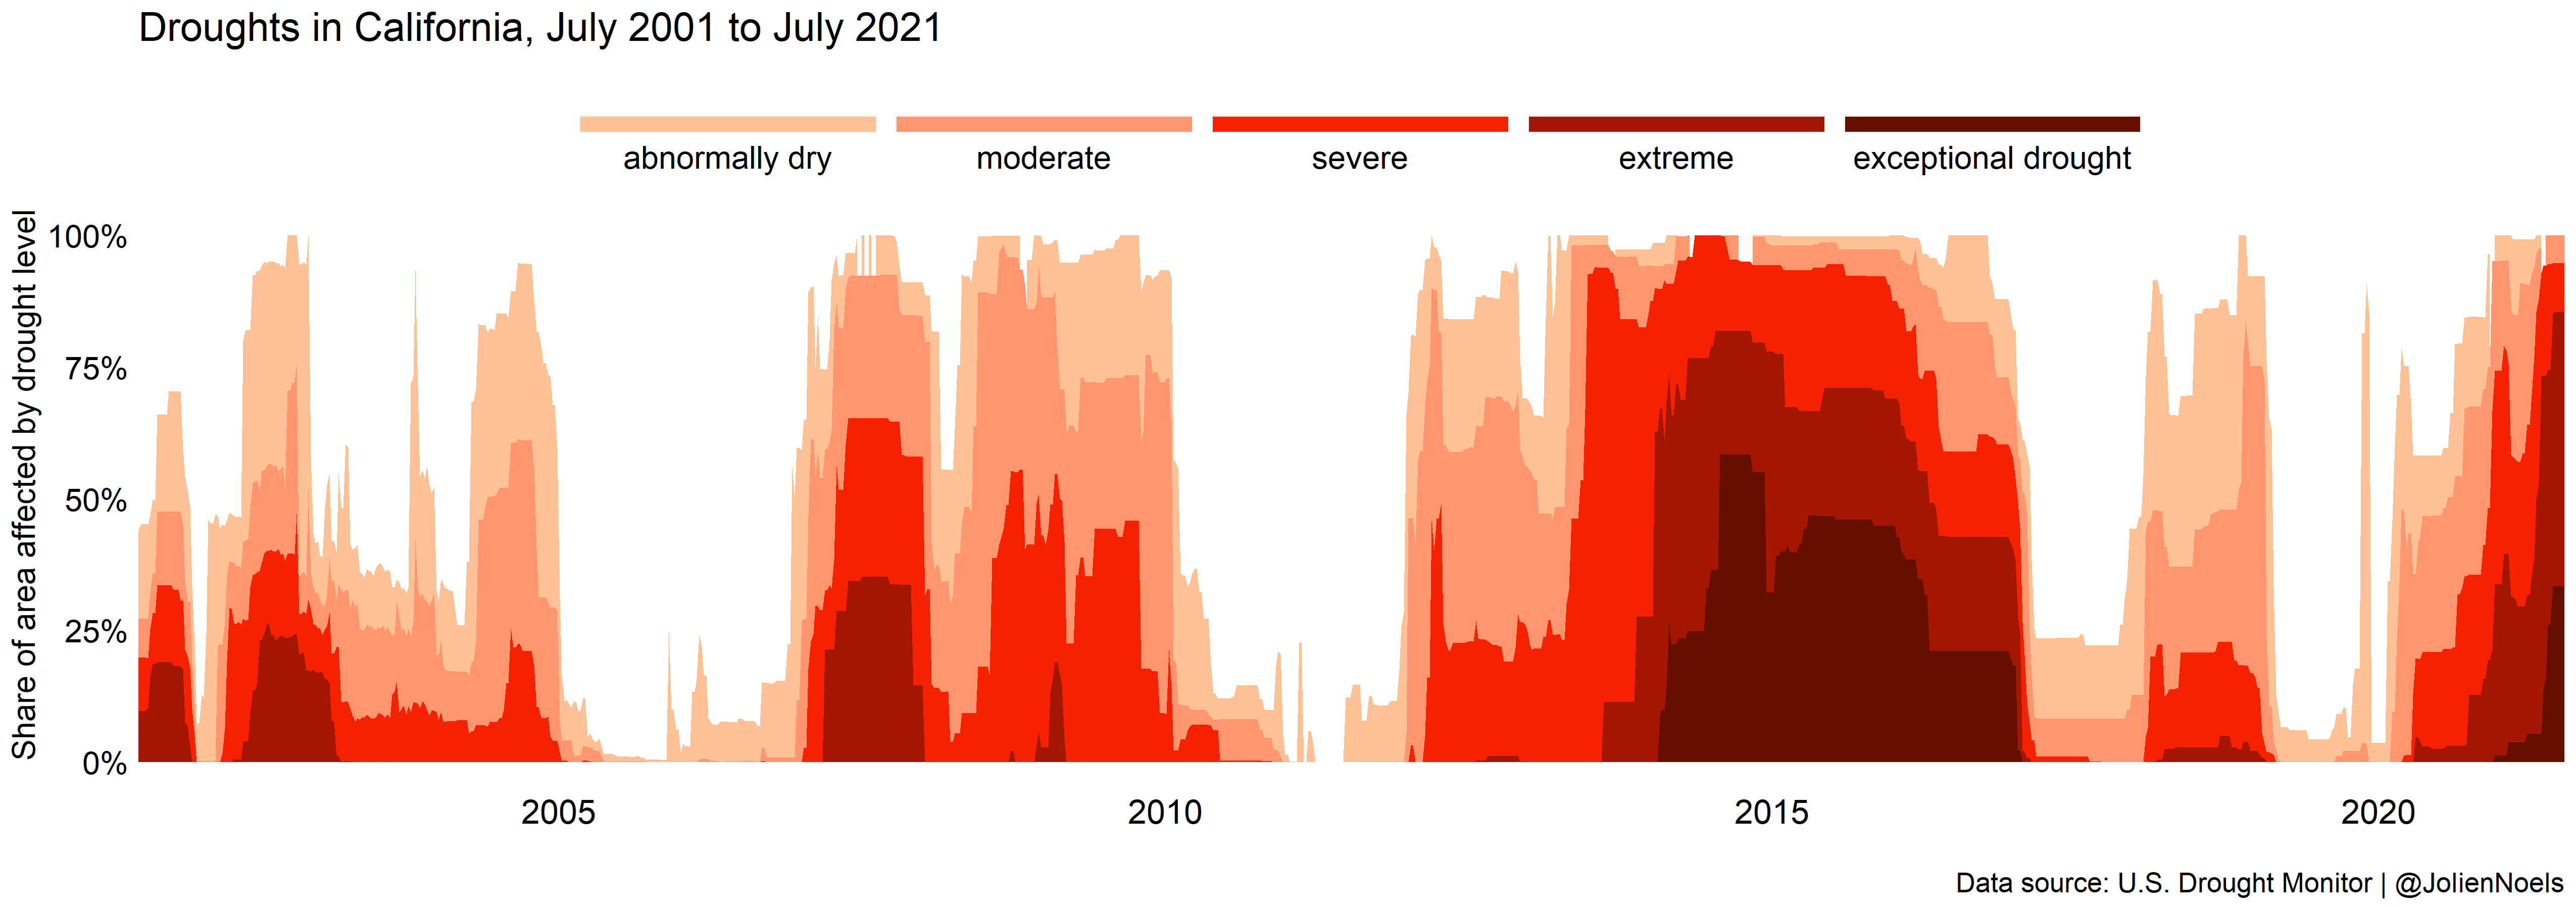 Droughts in California, July 2001 to July 2021
abnormally dry
moderate
severe
extreme
exceptional drought
Share of area affected by drought level
100%
75%
50%
25%
0%
2005
2010
2015
2020
Data source: U.S. Drought Monitor | @JolienNoels